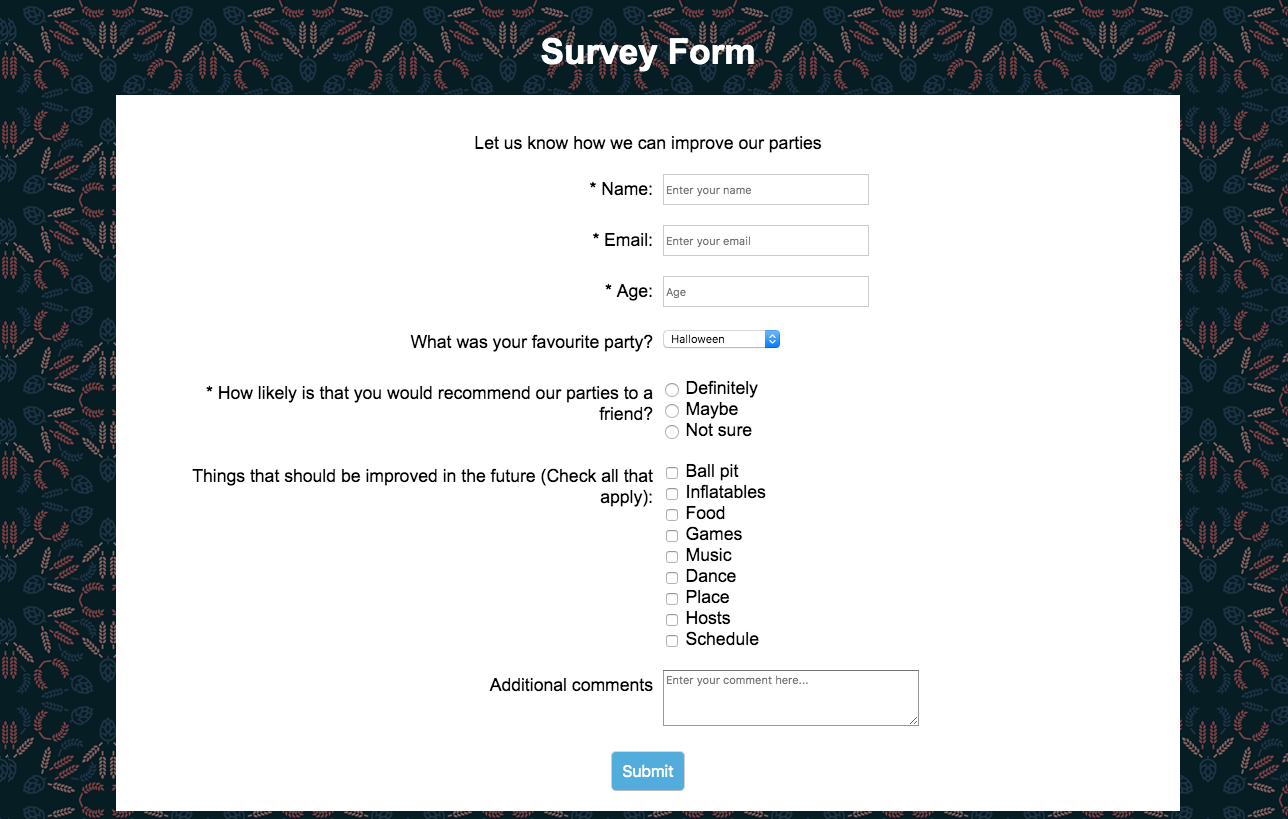 Survey Form
Let us know how we can improve our parties
* Name: Enter your name
* Email: Enter your email
* Age: Age
What was your favourite party? Halloween
* How likely is that you would recommend our parties to a
friend?
Definitely
Maybe
Not sure
Things that should be improved in the future (Check all that
apply):
Ball pit
Inflatables
Food
Games
Music
Dance
Place
Hosts
Schedule
Additional comments Enter your comment here...
Submit